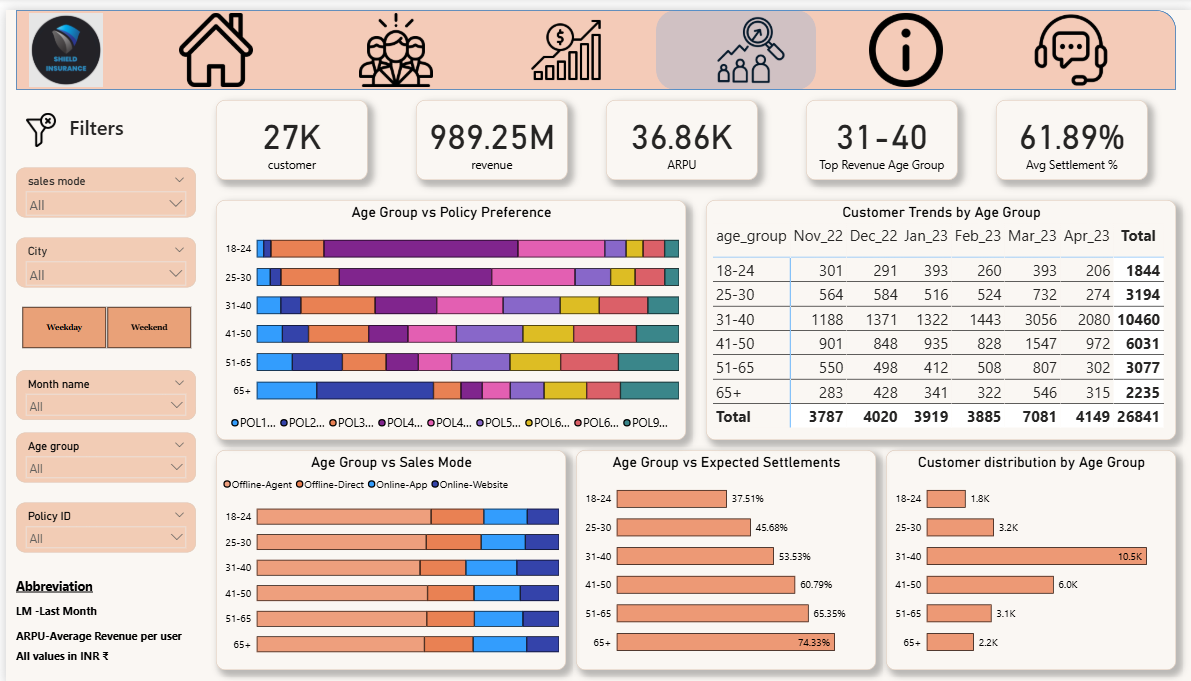 SHIELD
INSURANCE
Filters
27K
customer
989.25M
revenue
36.86K
ARPU
31-40
Top Revenue Age Group
61.89%
Avg Settlement %
sales mode
All
City
All
Weekday Weekend
Month name
All
Age group
All
Policy ID
All
Abbreviation
LM -Last Month
ARPU-Average Revenue per user
All values in INR ₹
Age Group vs Policy Preference
18-24
25-30
31-40
41-50
51-65
65+
POL1... POL2... POL3... POL4... POL4... POL5... POL6... POL6... POL9...
Customer Trends by Age Group
age_group Nov_22 Dec_22 Jan_23 Feb_23 Mar_23 Apr_23 Total
18-24 301 291 393 260 393 206 1844
25-30 564 584 516 524 732 274 3194
31-40 1188 1371 1322 1443 3056 2080 10460
41-50 901 848 935 828 1547 972 6031
51-65 550 498 412 508 807 302 3077
65+ 283 428 341 322 546 315 2235
Total 3787 4020 3919 3885 7081 4149 26841
Age Group vs Sales Mode
Offline-Agent Offline-Direct Online-App Online-Website
18-24
25-30
31-40
41-50
51-65
65+
Age Group vs Expected Settlements
18-24 37.51%
25-30 45.68%
31-40 53.53%
41-50 60.79%
51-65 65.35%
65+ 74.33%
Customer distribution by Age Group
18-24 1.8K
25-30 3.2K
31-40 10.5K
41-50 6.0K
51-65 3.1K
65+ 2.2K